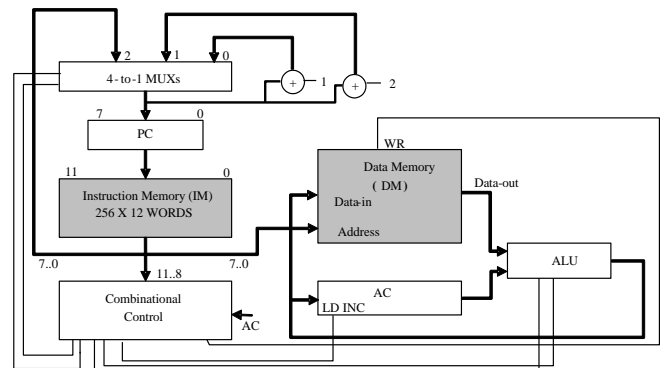 2 1 0
4-to-1 MUXs
+ 1
+ 2
7 0
PC
11 0
Instruction Memory (IM)
256 X 12 WORDS
WR
Data Memory
( DM)
Data-in
Data-out
Address
7..0 7..0
11..8
Combinational
Control
AC
AC
LD INC
ALU